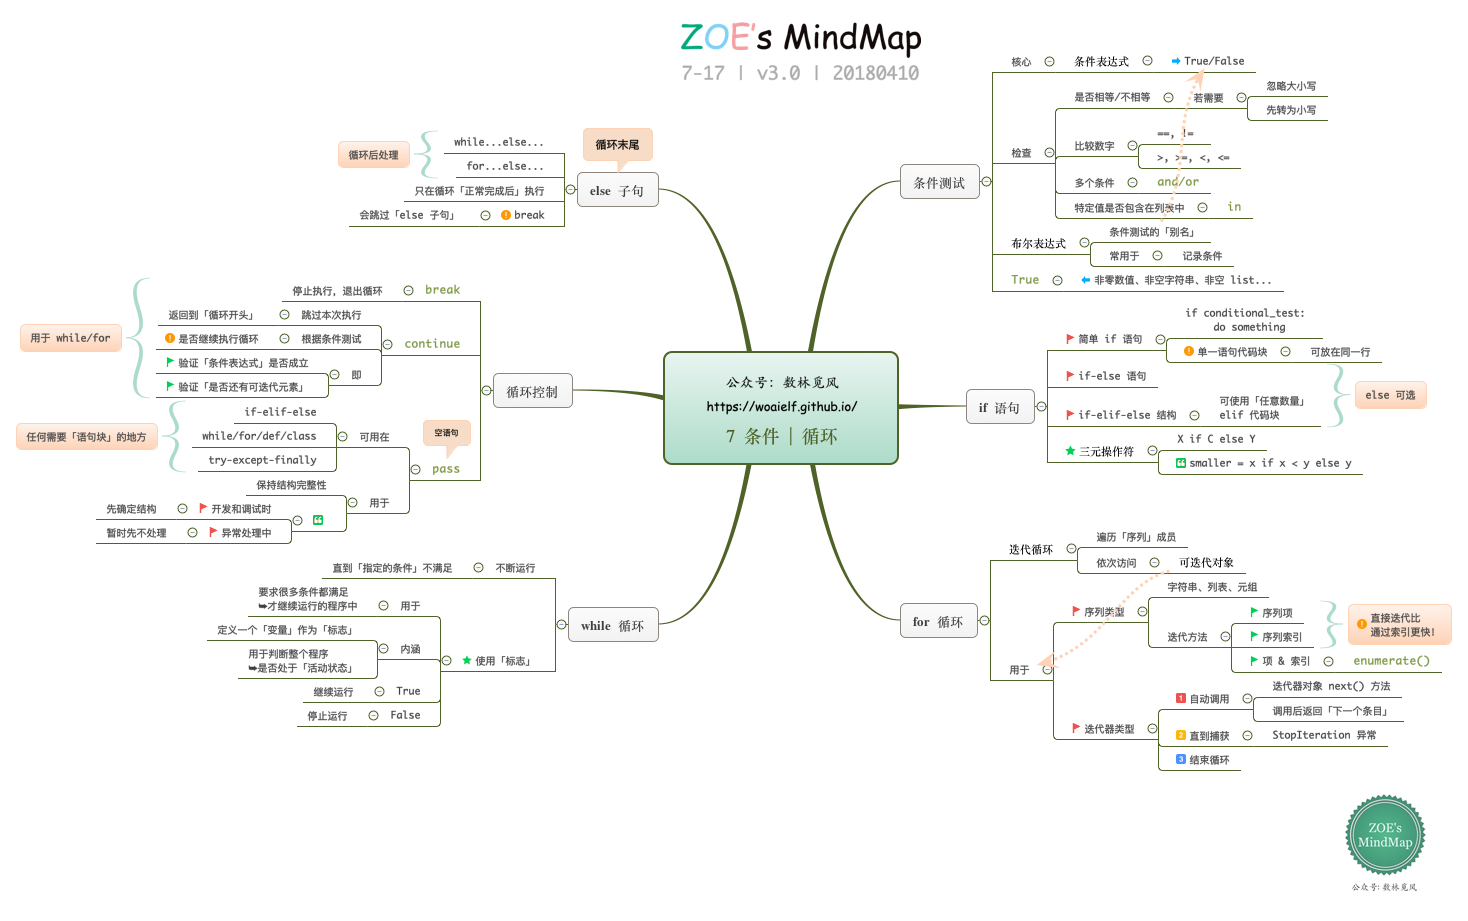 ZOE's MindMap
7-17 | v3.0 | 20180410
公众号: 数林觅风
https://woaielf.github.io/
7 条件 | 循环
条件测试
核心
条件表达式
True/False
检查
是否相等/不相等
若需要
忽略大小写
先转为小写
比较数字
==, !=
>, >=, <, <=
多个条件
and/or
特定值是否包含在列表中
in
布尔表达式
条件测试的「别名」
常用于
记录条件
True
非零数值、非空字符串、非空 list...
if 语句
简单 if 语句
if conditional_test:
do something
单一语句代码块
可放在同一行
if-else 语句
if-elif-else 结构
可使用「任意数量」
elif 代码块
else 可选
三元操作符
X if C else Y
smaller = x if x < y else y
for 循环
迭代循环
遍历「序列」成员
依次访问
可迭代对象
用于
序列类型
字符串、列表、元组
迭代方法
序列项
序列索引
项 & 索引
enumerate()
直接迭代比
通过索引更快!
迭代器类型
1 自动调用
迭代器对象 next() 方法
调用后返回「下一个条目」
2 直到捕获
StopIteration 异常
3 结束循环
else 子句
循环末尾
while...else...
for...else...
循环后处理
只在循环「正常完成后」执行
会跳过「else 子句」
break
循环控制
停止执行, 退出循环
break
continue
返回到「循环开头」
跳过本次执行
是否继续执行循环
根据条件测试
验证「条件表达式」是否成立
验证「是否还有可迭代元素」
即
用于 while/for
pass
空语句
if-elif-else
while/for/def/class
try-except-finally
可用在
任何需要「语句块」的地方
保持结构完整性
用于
先确定结构
开发和调试时
暂时先不处理
异常处理中
while 循环
直到「指定的条件」不满足
不断运行
使用「标志」
要求很多条件都满足
➥才继续运行的程序中
用于
定义一个「变量」作为「标志」
用于判断整个程序
➥是否处于「活动状态」
内涵
继续运行
True
停止运行
False
ZOE's
MindMap
公众号: 数林觅风